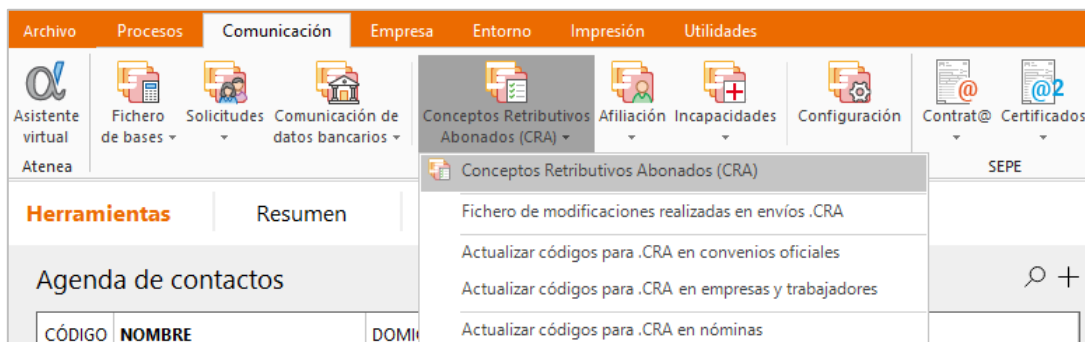 Archivo Procesos Comunicación Empresa Entorno Impresión Utilidades
Asistente virtual
Fichero de bases
Solicitudes
Comunicación de datos bancarios
Conceptos Retributivos Abonados (CRA)
Afiliación
Incapacidades
Configuración
Contrat@
Certificados
Atenea
SEPE
@
@2
Conceptos Retributivos Abonados (CRA)
Herramientas Resumen
Fichero de modificaciones realizadas en envíos .CRA
Actualizar códigos para .CRA en convenios oficiales
Agenda de contactos
Actualizar códigos para .CRA en empresas y trabajadores
CÓDIGO NOMBRE
Actualizar códigos para .CRA en nóminas